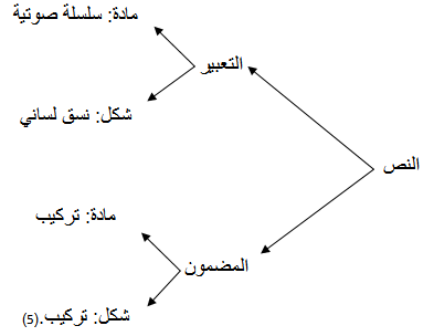 مادة: سلسلة صوتية
التعبير
شكل: نسق لساني
النص
مادة: تركيب
المضمون
شكل: تركيب.(5)